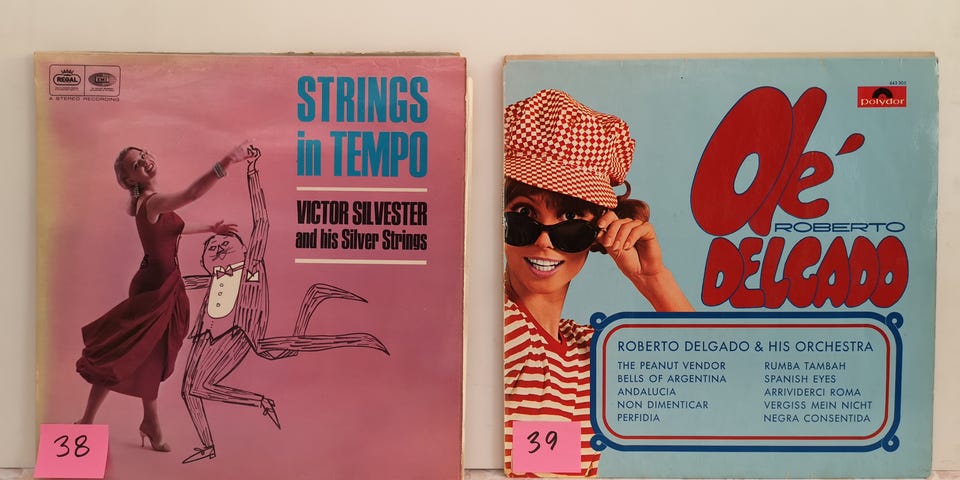 REGAL
EMI
A STEREO RECORDING
STRINGS
in TEMPO
VICTOR SILVESTER
and his Silver Strings
38
Polydor
Olé
ROBERTO
DELGADO
ROBERTO DELGADO & HIS ORCHESTRA
THE PEANUT VENDOR
BELLS OF ARGENTINA
ANDALUCIA
NON DIMENTICAR
PERFIDIA
RUMBA TAMBAH
SPANISH EYES
ARRIVIDERCI ROMA
VERGISS MEIN NICHT
NEGRA CONSENTIDA
39